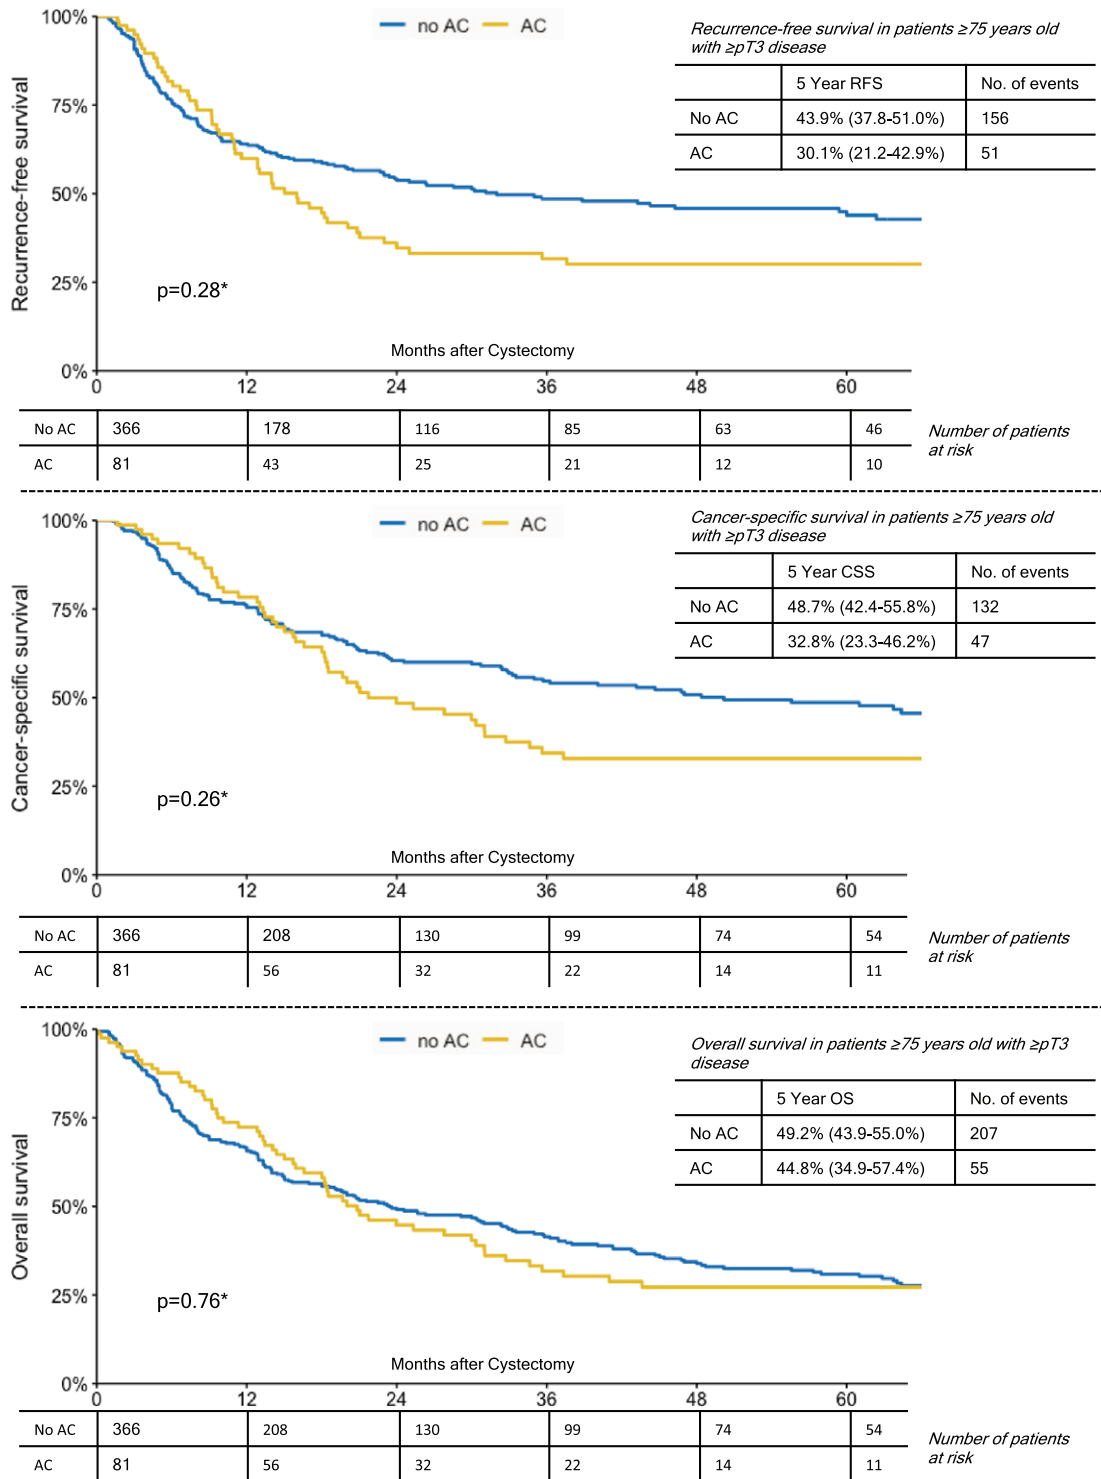 100%
75%
50%
25%
0%
Recurrence-free survival
no AC AC
p=0.28*
Months after Cystectomy
0 12 24 36 48 60
Recurrence-free survival in patients ≥75 years old
with ≥pT3 disease
5 Year RFS No. of events
No AC 43.9% (37.8-51.0%) 156
AC 30.1% (21.2-42.9%) 51
No AC 366 178 116 85 63 46
AC 81 43 25 21 12 10
Number of patients
at risk
100%
75%
50%
25%
0%
Cancer-specific survival
no AC AC
p=0.26*
Months after Cystectomy
0 12 24 36 48 60
Cancer-specific survival in patients ≥75 years old
with ≥pT3 disease
5 Year CSS No. of events
No AC 48.7% (42.4-55.8%) 132
AC 32.8% (23.3-46.2%) 47
No AC 366 208 130 99 74 54
AC 81 56 32 22 14 11
Number of patients
at risk
100%
75%
50%
25%
0%
Overall survival
no AC AC
p=0.76*
Months after Cystectomy
0 12 24 36 48 60
Overall survival in patients ≥75 years old with ≥pT3
disease
5 Year OS No. of events
No AC 49.2% (43.9-55.0%) 207
AC 44.8% (34.9-57.4%) 55
No AC 366 208 130 99 74 54
AC 81 56 32 22 14 11
Number of patients
at risk